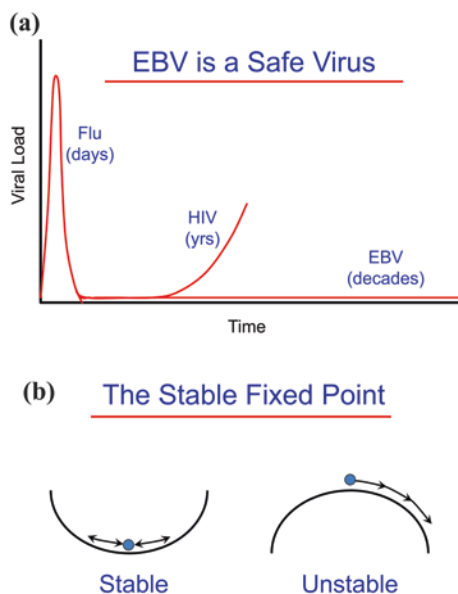 (a)
EBV is a Safe Virus
Viral Load
Flu
(days)
HIV
(yrs)
EBV
(decades)
Time
(b)
The Stable Fixed Point
Stable
Unstable